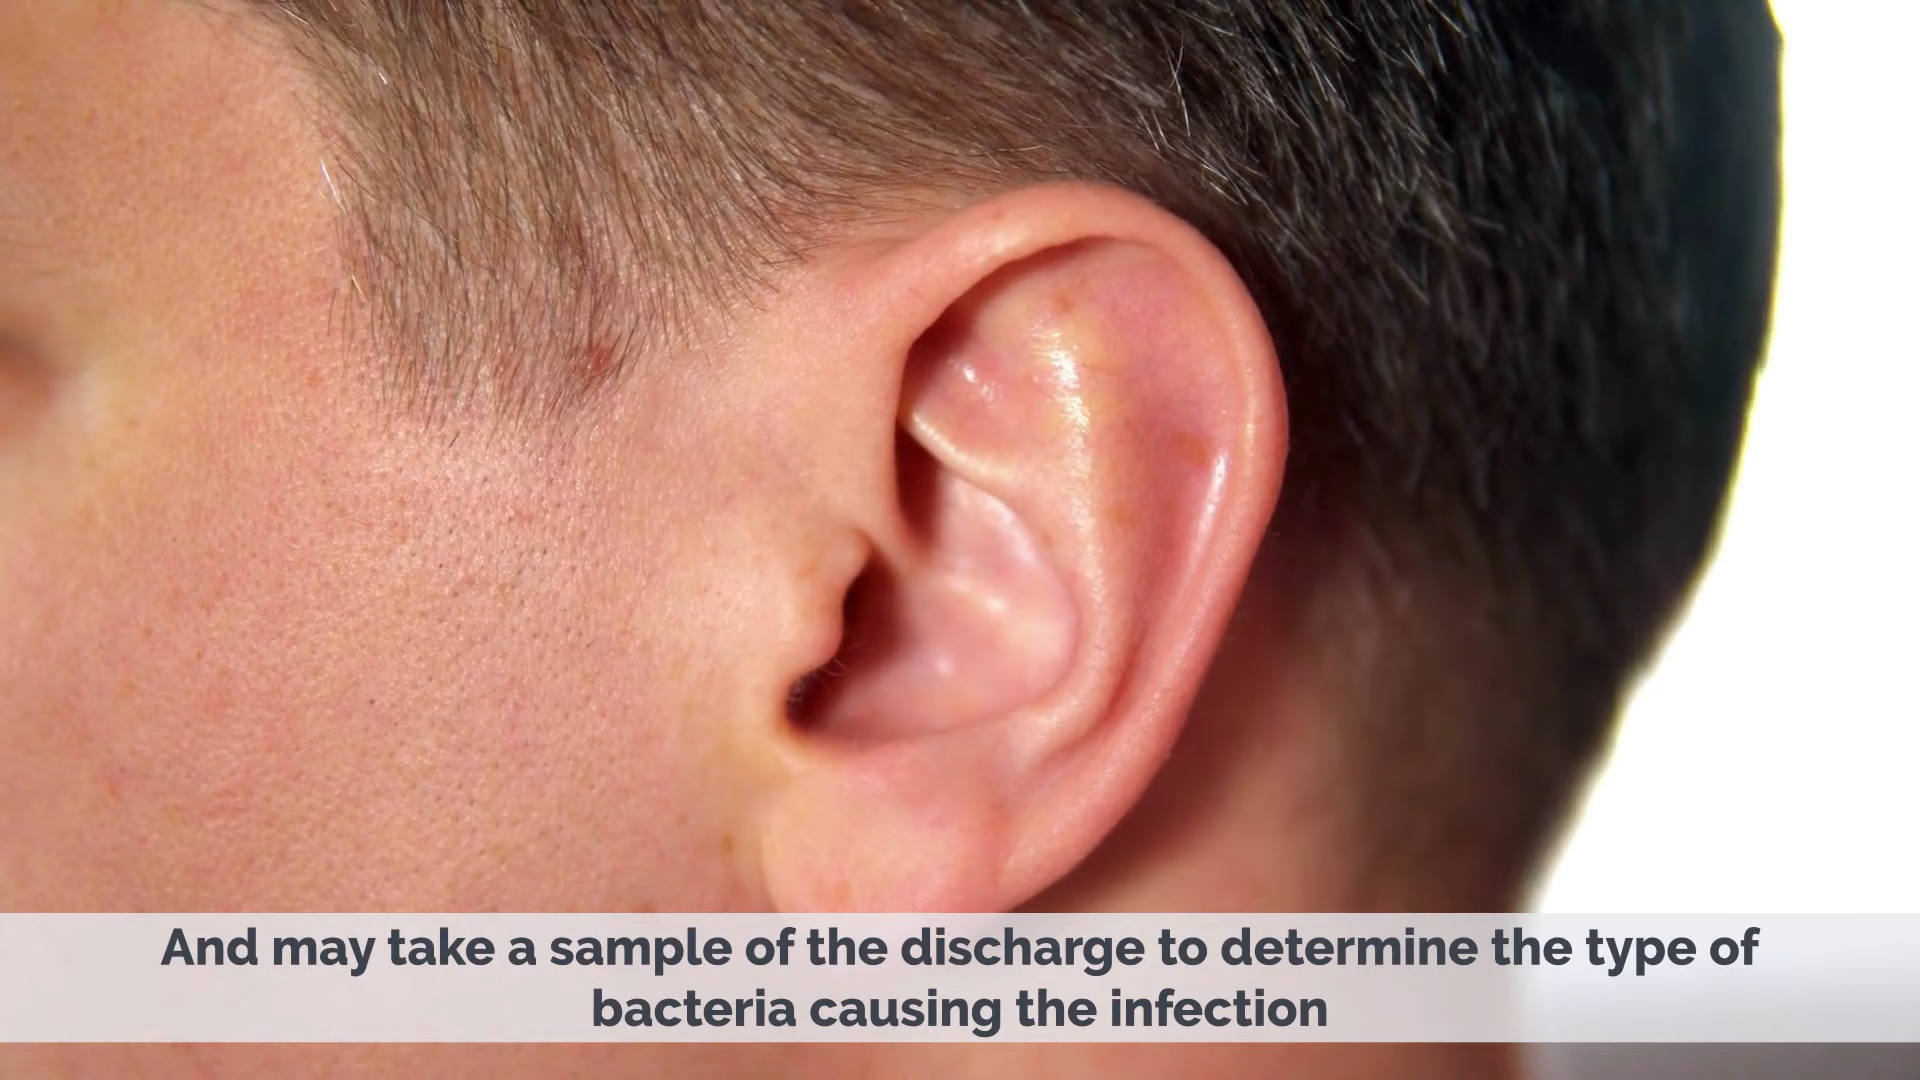 And may take a sample of the discharge to determine the type of
bacteria causing the infection